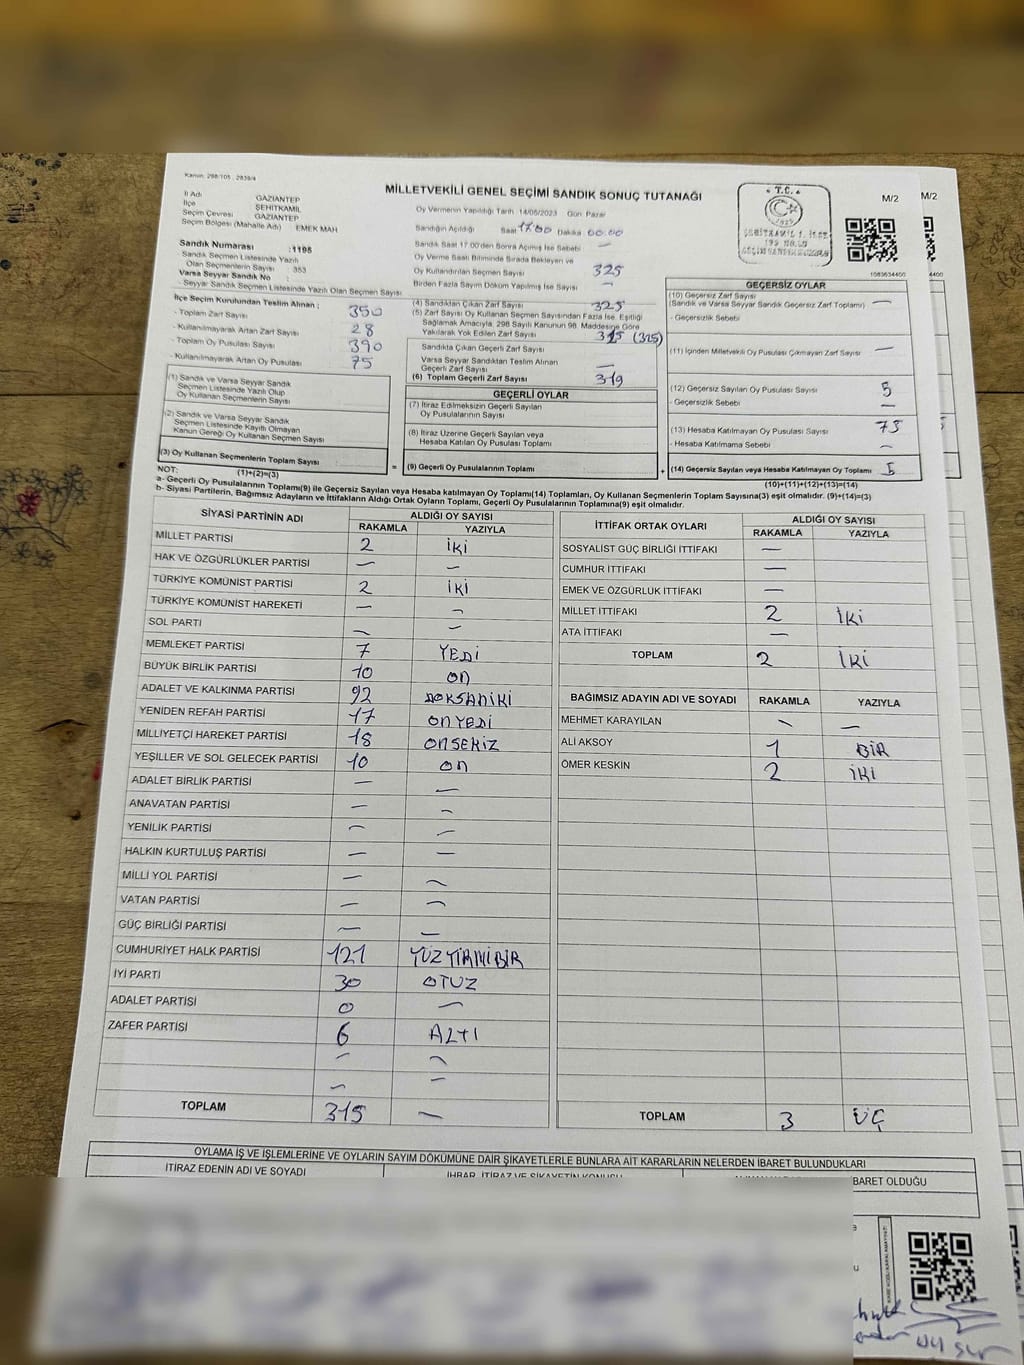 Kanun: 298/105 , 2839/4
MİLLETVEKİLİ GENEL SEÇİMİ SANDIK SONUÇ TUTANAĞI
T.C.
M/2
M/2
İl Adı GAZİANTEP
İlçe ŞEHİTKAMİL
Seçim Çevresi GAZİANTEP
Seçim Bölgesi (Mahalle Adı) EMEK MAH
Sandık Numarası :1198
Sandık Seçmen Listesinde Yazılı
Olan Seçmenlerin Sayısı : 353
Varsa Seyyar Sandık No
Seyyar Sandık Seçmen Listesinde Yazılı Olan Seçmen Sayısı
Oy Vermenin Yapıldığı Tarih 14/05/2023 Gün Pazar
Sandığın Açıldığı Saat 17.00 Dakika 00.00
Sandık Saat 17:00'den Sonra Açılmış İse Sebebi —
Oy Verme Saati Bitiminde Sırada Bekleyen ve
Oy Kullandırılan Seçmen Sayısı 325
Birden Fazla Sayım Döküm Yapılmış İse Sayısı —
1083634400
4400
İlçe Seçim Kurulundan Teslim Alınan :
- Toplam Zarf Sayısı 350
- Kullanılmayarak Artan Zarf Sayısı 28
- Toplam Oy Pusulası Sayısı 390
- Kullanılmayarak Artan Oy Pusulası 75
(1) Sandık ve Varsa Seyyar Sandık
Seçmen Listesinde Yazılı Olup
Oy Kullanan Seçmenlerin Sayısı
(2) Sandık ve Varsa Seyyar Sandık
Seçmen Listesinde Kayıtlı Olmayan
Kanun Gereği Oy Kullanan Seçmen Sayısı
(3) Oy Kullanan Seçmenlerin Toplam Sayısı
(1)+(2)=(3)
(4) Sandıktan Çıkan Zarf Sayısı 325
(5) Zarf Sayısı Oy Kullanan Seçmen Sayısından Fazla İse, Eşitliği
Sağlamak Amacıyla, 298 Sayılı Kanunun 98. Maddesine Göre
Yakılarak Yok Edilen Zarf Sayısı (325)
Sandıkta Çıkan Geçerli Zarf Sayısı
Varsa Seyyar Sandıktan Teslim Alınan
Geçerli Zarf Sayısı —
(6) Toplam Geçerli Zarf Sayısı 319
GEÇERLİ OYLAR
(7) İtiraz Edilmeksizin Geçerli Sayılan
Oy Pusulalarının Sayısı
(8) İtiraz Üzerine Geçerli Sayılan veya
Hesaba Katılan Oy Pusulası Toplamı
= (9) Geçerli Oy Pusulalarının Toplamı
GEÇERSİZ OYLAR
(10) Geçersiz Zarf Sayısı —
(Sandık ve Varsa Seyyar Sandık Geçersiz Zarf Toplamı)
- Geçersizlik Sebebi
(11) İçinden Milletvekili Oy Pusulası Çıkmayan Zarf Sayısı —
(12) Geçersiz Sayılan Oy Pusulası Sayısı 5
- Geçersizlik Sebebi —
(13) Hesaba Katılmayan Oy Pusulası Sayısı 75
- Hesaba Katılmama Sebebi —
+ (14) Geçersiz Sayılan veya Hesaba Katılmayan Oy Toplamı
(10)+(11)+(12)+(13)=(14)
NOT:
a- Geçerli Oy Pusulalarının Toplamı(9) ile Geçersiz Sayılan veya Hesaba katılmayan Oy Toplamı(14) Toplamları, Oy Kullanan Seçmenlerin Toplam Sayısına(3) eşit olmalıdır. (9)+(14)=(3)
b- Siyasi Partilerin, Bağımsız Adayların ve İttifakların Aldığı Ortak Oyların Toplamı, Geçerli Oy Pusulalarının Toplamına(9) eşit olmalıdır.
SİYASİ PARTİNİN ADI ALDIĞI OY SAYISI
RAKAMLA YAZIYLA
MİLLET PARTİSİ 2 İKİ
HAK VE ÖZGÜRLÜKLER PARTİSİ — —
TÜRKİYE KOMÜNİST PARTİSİ 2 İKİ
TÜRKİYE KOMÜNİST HAREKETİ — —
SOL PARTİ — —
MEMLEKET PARTİSİ 7 YEDİ
BÜYÜK BİRLİK PARTİSİ 10 ON
ADALET VE KALKINMA PARTİSİ 92 DOKSANİKİ
YENİDEN REFAH PARTİSİ 17 ONYEDİ
MİLLİYETÇİ HAREKET PARTİSİ 18 ONSEKİZ
YEŞİLLER VE SOL GELECEK PARTİSİ 10 ON
ADALET BİRLİK PARTİSİ — —
ANAVATAN PARTİSİ — —
YENİLİK PARTİSİ — —
HALKIN KURTULUŞ PARTİSİ — —
MİLLİ YOL PARTİSİ — —
VATAN PARTİSİ — —
GÜÇ BİRLİĞİ PARTİSİ — —
CUMHURİYET HALK PARTİSİ 121 YÜZYİRMİBİR
İYİ PARTİ 30 OTUZ
ADALET PARTİSİ 0 —
ZAFER PARTİSİ 6 ALTI
— —
— —
TOPLAM 315 —
İTTİFAK ORTAK OYLARI ALDIĞI OY SAYISI
RAKAMLA YAZIYLA
SOSYALİST GÜÇ BİRLİĞİ İTTİFAKI —
CUMHUR İTTİFAKI —
EMEK VE ÖZGÜRLÜK İTTİFAKI —
MİLLET İTTİFAKI 2 İKİ
ATA İTTİFAKI —
TOPLAM 2 İKİ
BAĞIMSIZ ADAYIN ADI VE SOYADI RAKAMLA YAZIYLA
MEHMET KARAYILAN — —
ALİ AKSOY 1 BİR
ÖMER KESKİN 2 İKİ
TOPLAM 3 ÜÇ
OYLAMA İŞ VE İŞLEMLERİNE VE OYLARIN SAYIM DÖKÜMÜNE DAİR ŞİKAYETLERLE BUNLARA AİT KARARLARIN NELERDEN İBARET BULUNDUKLARI
İTİRAZ EDENİN ADI VE SOYADI
İHBAR, İTİRAZ VE ŞİKAYETİN KONUSU
İBARET OLDUĞU